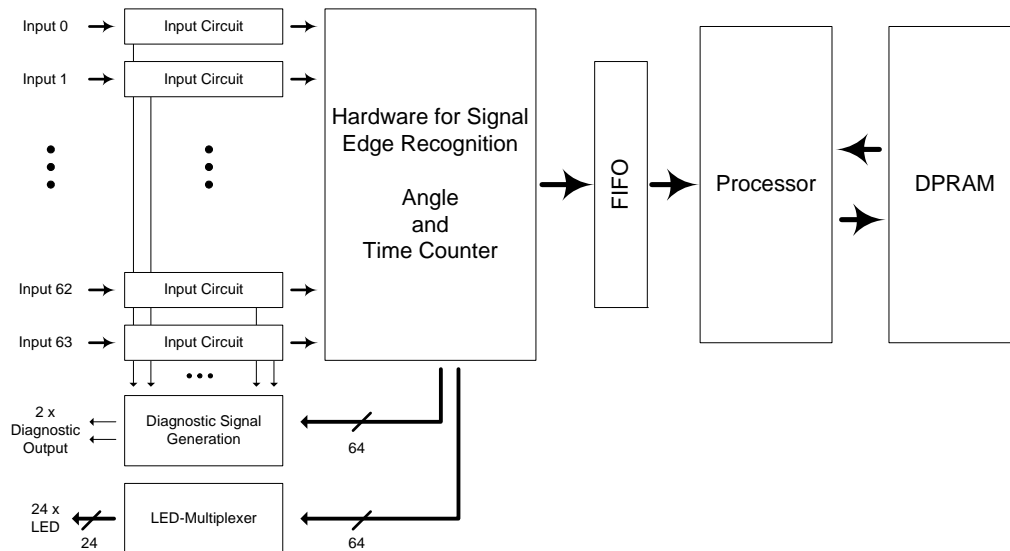 Input 0
Input Circuit
Input 1
Input Circuit
Hardware for Signal
Edge Recognition
Angle
and
Time Counter
FIFO
Processor
DPRAM
Input 62
Input Circuit
Input 63
Input Circuit
2 x
Diagnostic
Output
Diagnostic Signal
Generation
64
24 x
LED
24
LED-Multiplexer
64